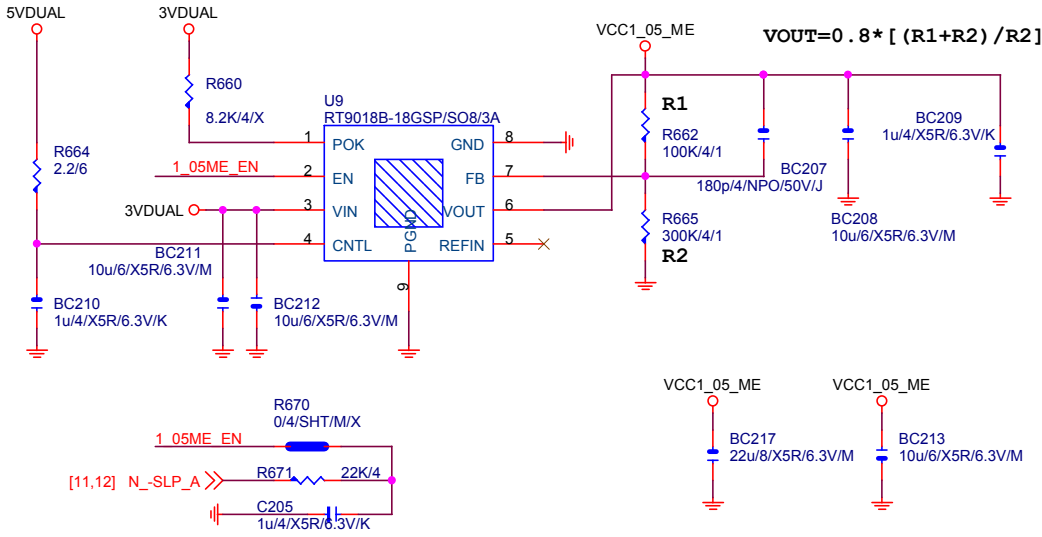 5VDUAL
3VDUAL
VCC1_05_ME
VOUT=0.8*[(R1+R2)/R2]
R660
8.2K/4/X
U9
RT9018B-18GSP/SO8/3A
R1
R662
100K/4/1
BC209
1u/4/X5R/6.3V/K
R664
2.2/6
1 POK
GND 8
1_05ME_EN
2 EN
FB 7
BC207
180p/4/NPO/50V/J
3VDUAL
3 VIN
VOUT 6
R665
300K/4/1
R2
BC208
10u/6/X5R/6.3V/M
4 CNTL
PGND
REFIN 5
9
BC211
10u/6/X5R/6.3V/M
BC210
1u/4/X5R/6.3V/K
BC212
10u/6/X5R/6.3V/M
R670
0/4/SHT/M/X
1_05ME_EN
[11,12] N_-SLP_A
R671
22K/4
C205
1u/4/X5R/6.3V/K
VCC1_05_ME
BC217
22u/8/X5R/6.3V/M
VCC1_05_ME
BC213
10u/6/X5R/6.3V/M